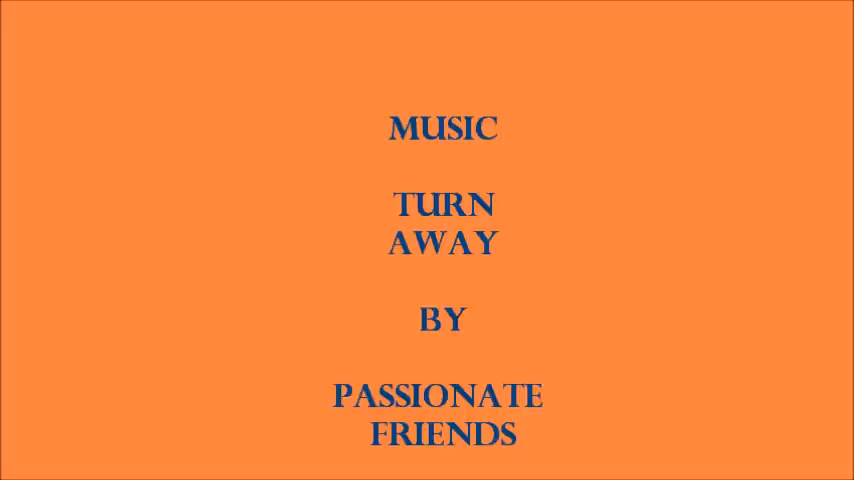 MUSIC
TURN
AWAY
BY
PASSIONATE
FRIENDS